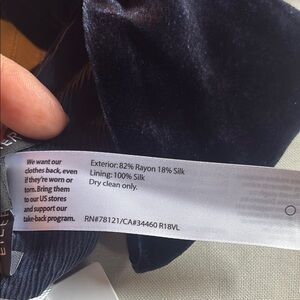 We want our
clothes back, even
if they're worn or
torn. Bring them
to our US stores
and support our
take-back program.
Exterior: 82% Rayon 18% Silk
Lining: 100% Silk
Dry clean only.
RN#78121/CA#34460 R18VL